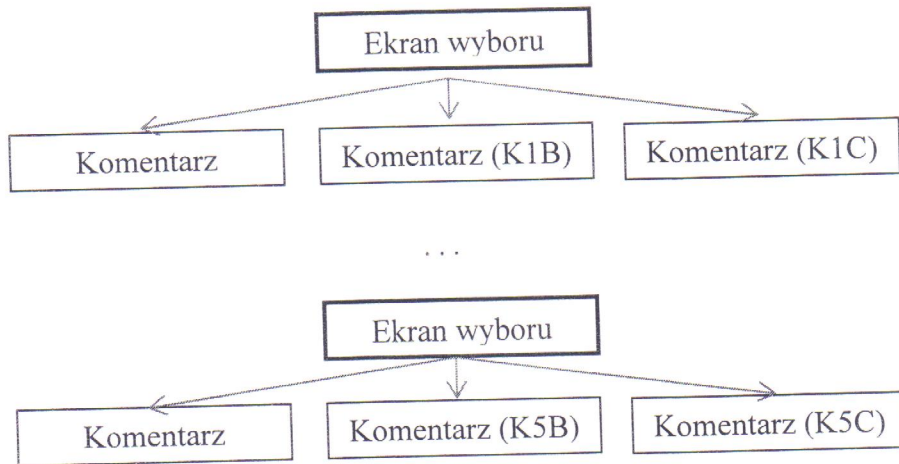 Ekran wyboru
Komentarz
Komentarz (K1B)
Komentarz (K1C)
...
Ekran wyboru
Komentarz
Komentarz (K5B)
Komentarz (K5C)